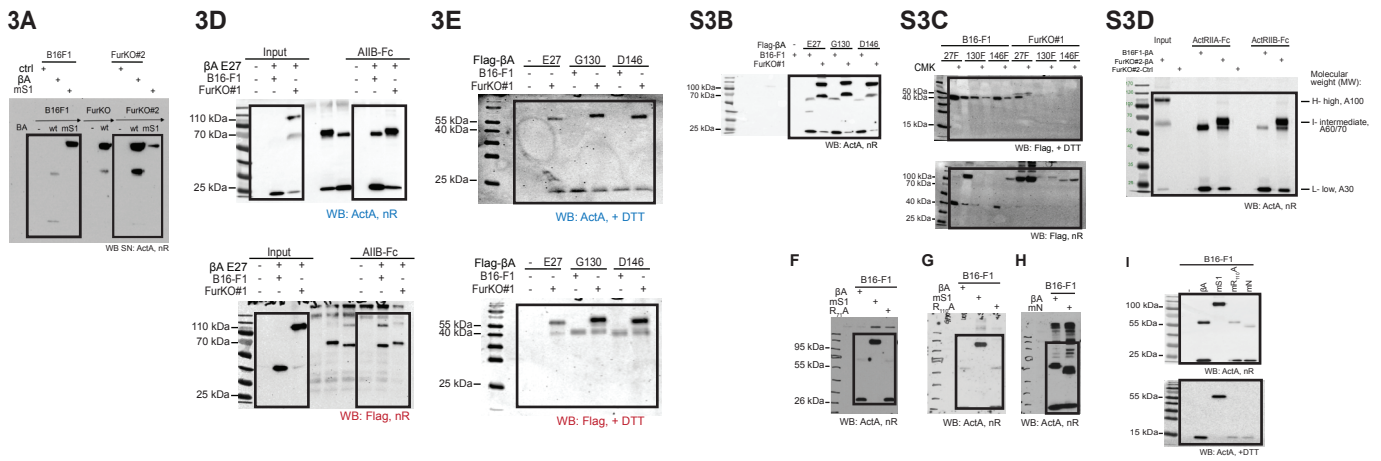 3A
B16F1 FurKO#2
ctrl + +
βA + +
mS1 + +
B16F1 FurKO FurKO#2
BA - wt mS1 - wt - wt mS1
WB SN: ActA, nR
3D
Input AIIB-Fc
βA E27 - + + - + +
B16-F1 - + - +
FurKO#1 + +
110 kDa
70 kDa
25 kDa
WB: ActA, nR
Input AIIB-Fc
βA E27 - + + - + +
B16-F1 - + - - + -
FurKO#1 - - + - - +
110 kDa
70 kDa
25 kDa
WB: Flag, nR
3E
Flag-βA - E27 G130 D146
B16-F1 - + - + - + -
FurKO#1 - - + - + - +
55 kDa
40 kDa
25 kDa
WB: ActA, + DTT
Flag-βA - E27 G130 D146
B16-F1 - + - + - + -
FurKO#1 - - + - + - +
55 kDa
40 kDa
25 kDa
WB: Flag, + DTT
S3B
Flag-βA - E27 G130 D146
B16-F1
FurKO#1
100 kDa
70 kDa
40 kDa
25 kDa
WB: ActA, nR
S3C
B16-F1 FurKO#1
27F 130F 146F 27F 130F 146F
CMK + + + + + +
50 kDa
40 kDa
15 kDa
WB: Flag, + DTT
100 kDa
70 kDa
40 kDa
25 kDa
WB: Flag, nR
S3D
Input ActRIIA-Fc ActRIIB-Fc
B16F1-βA
FurKO#2-βA
FurKO#2-Ctrl
Molecular
weight (MW)
H- high, A100
I- intermediate,
A60/70
L- low, A30
WB: ActA, nR
F
B16-F1
βA +
mS1 +
R71A +
95 kDa
55 kDa
26 kDa
WB: ActA, nR
G
B16-F1
βA +
mS1 +
R110A +
WB: ActA, nR
H
B16-F1
βA +
mN +
WB: ActA, nR
I
B16-F1
- βA mS1 mR110A mN
100 kDa
55 kDa
25 kDa
WB: ActA, nR
55 kDa
15 kDa
WB: ActA, +DTT